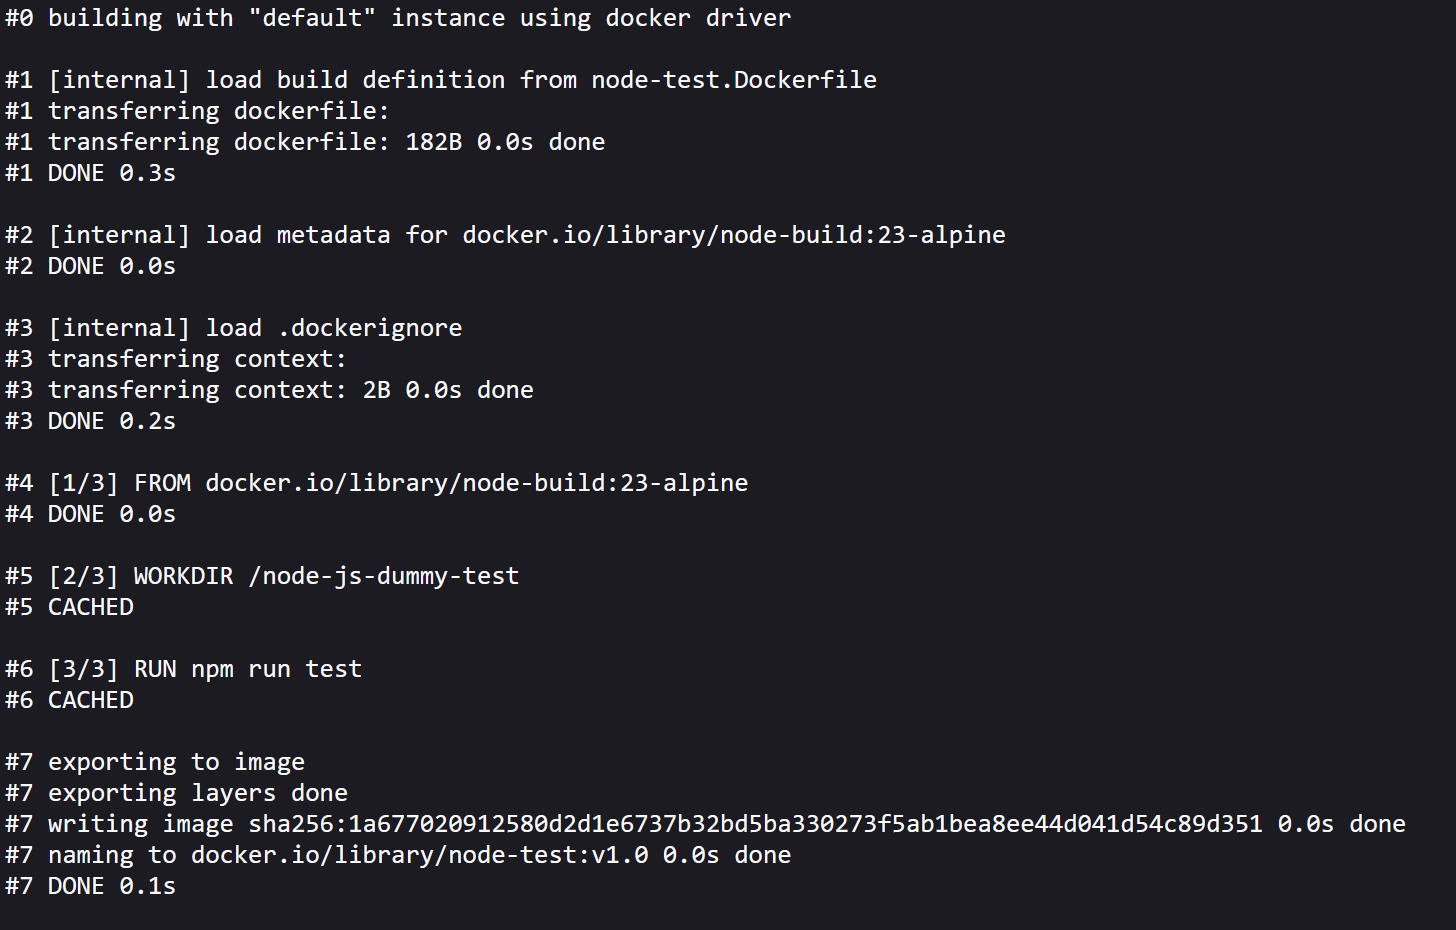 #0 building with "default" instance using docker driver
#1 [internal] load build definition from node-test.Dockerfile
#1 transferring dockerfile:
#1 transferring dockerfile: 182B 0.0s done
#1 DONE 0.3s
#2 [internal] load metadata for docker.io/library/node-build:23-alpine
#2 DONE 0.0s
#3 [internal] load .dockerignore
#3 transferring context:
#3 transferring context: 2B 0.0s done
#3 DONE 0.2s
#4 [1/3] FROM docker.io/library/node-build:23-alpine
#4 DONE 0.0s
#5 [2/3] WORKDIR /node-js-dummy-test
#5 CACHED
#6 [3/3] RUN npm run test
#6 CACHED
#7 exporting to image
#7 exporting layers done
#7 writing image sha256:1a677020912580d2d1e6737b32bd5ba330273f5ab1bea8ee44d041d54c89d351 0.0s done
#7 naming to docker.io/library/node-test:v1.0 0.0s done
#7 DONE 0.1s